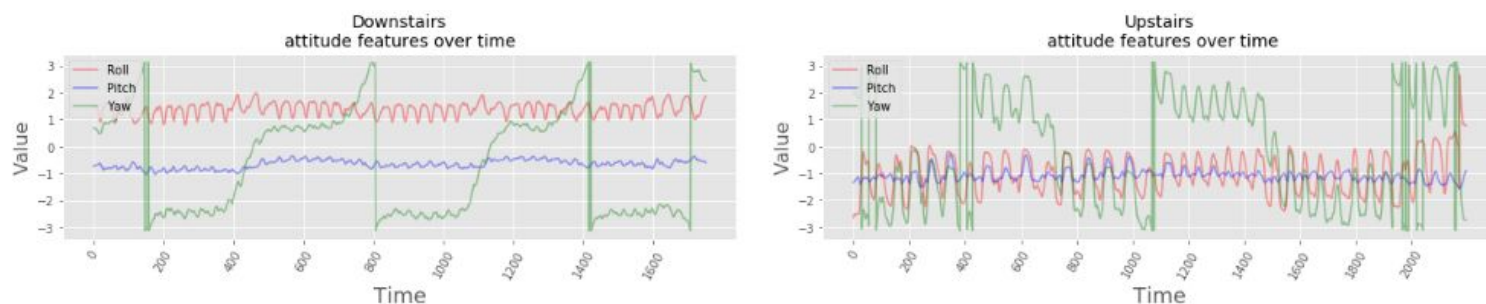 Downstairs
attitude features over time
Value
3
2
1
0
−1
−2
−3
Roll
Pitch
Yaw
0
200
400
600
800
1000
1200
1400
1600
Time
Upstairs
attitude features over time
Value
3
2
1
0
−1
−2
−3
Roll
Pitch
Yaw
0
200
400
600
800
1000
1200
1400
1600
1800
2000
Time